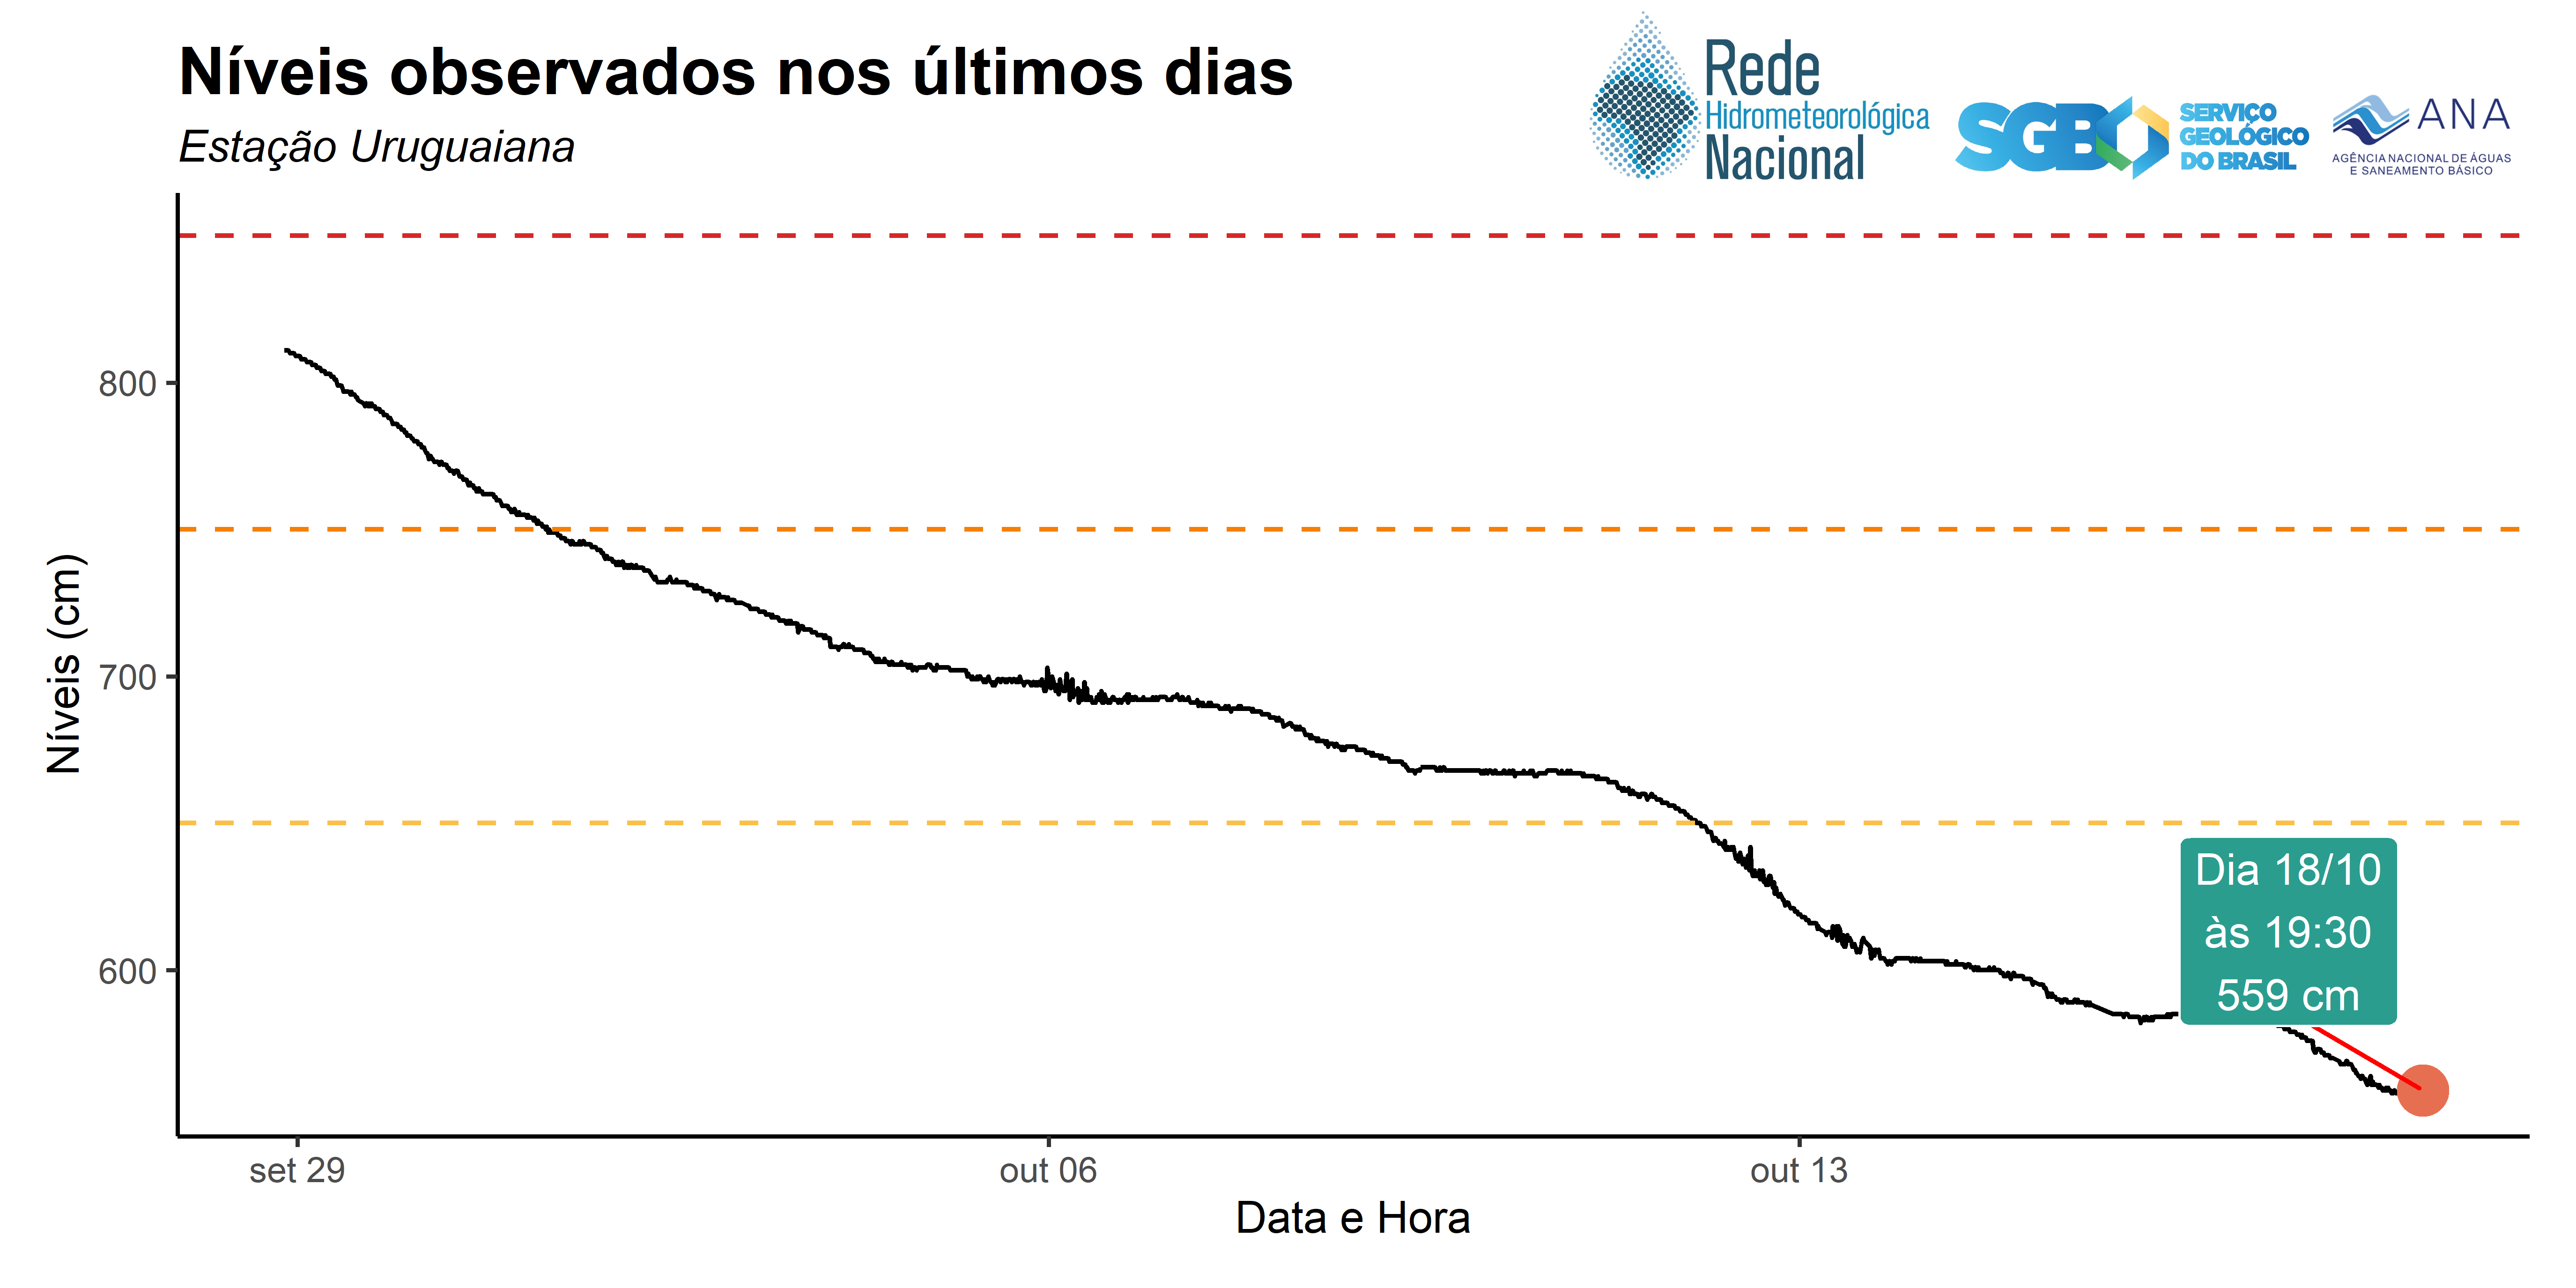 Níveis observados nos últimos dias
Estação Uruguaiana
Rede
Hidrometeorológica
Nacional
SGB
SERVIÇO
GEOLÓGICO
DO BRASIL
ANA
AGÊNCIA NACIONAL DE ÁGUAS
E SANEAMENTO BÁSICO
Níveis (cm)
800
700
600
Dia 18/10
às 19:30
559 cm
set 29
out 06
out 13
Data e Hora